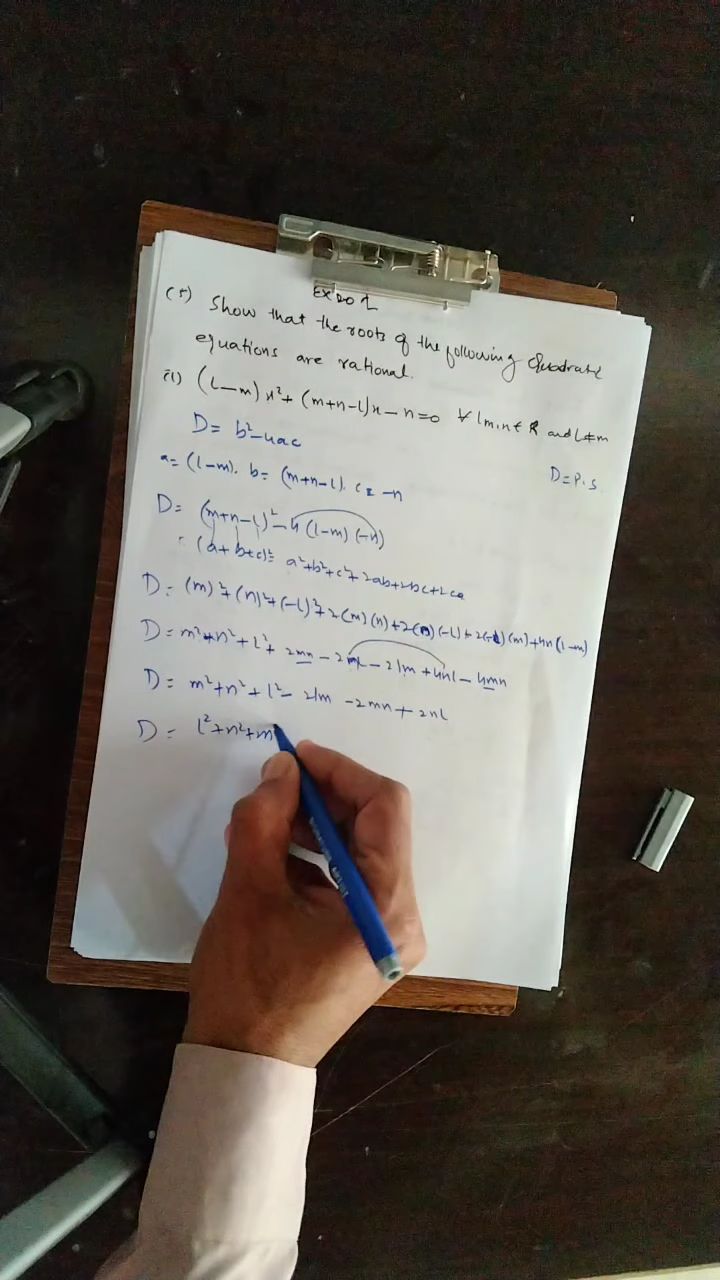 Ex 20 1
(5) Show that the roots of the following Quadratic
equations are rational.
(l-m)x²+(m+n-l)x-n=0 ∀ l,m,n ∈ R and l≠m
D= b²-4ac
D=P.S.
a= (l-m). b= (m+n-l). c= -n
D= (m+n-l)²-4(l-m)(-n)
∴ (a+b+c)²= a²+b²+c²+2ab+2bc+2ca
D= (m)²+(n)²+(-l)²+2(m)(n)+2(n)(-l)+2(-l)(m)+4n(l-m)
D= m²+n²+l²+2mn-2nl-2lm+4nl-4mn
D= m²+n²+l²-2lm-2mn+2nl
D= l²+n²+m